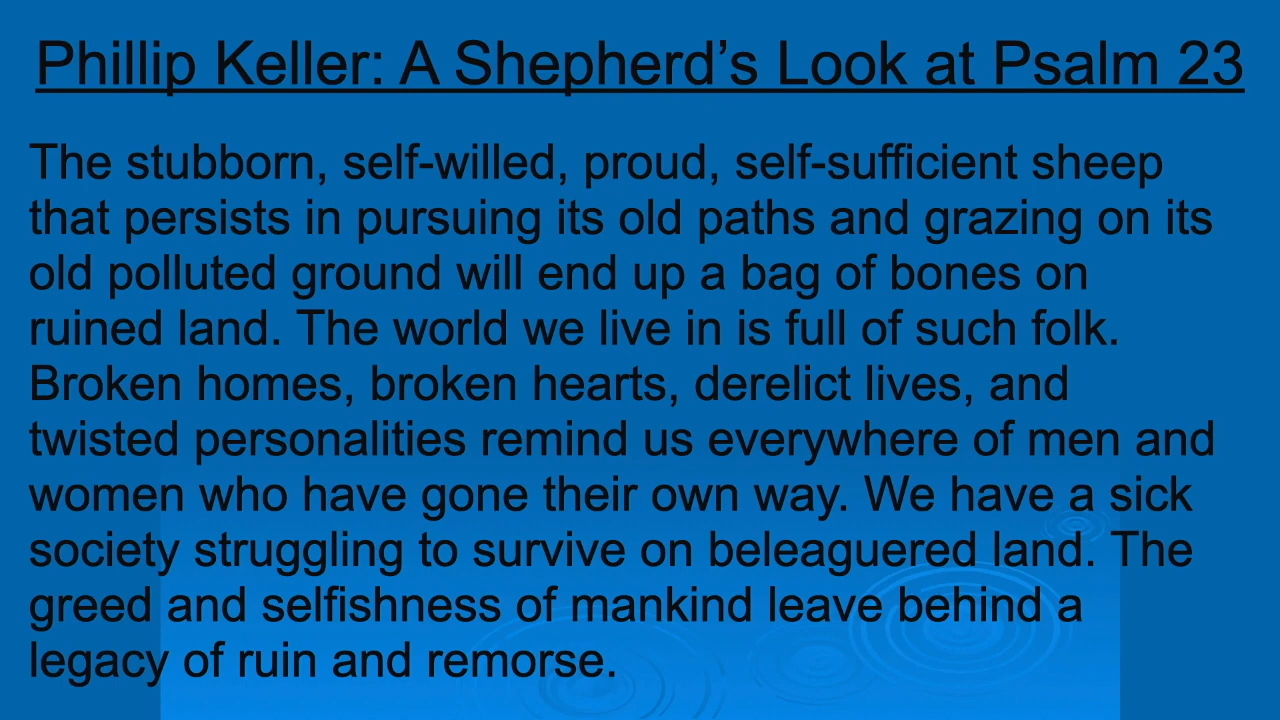 Phillip Keller: A Shepherd’s Look at Psalm 23
The stubborn, self-willed, proud, self-sufficient sheep
that persists in pursuing its old paths and grazing on its
old polluted ground will end up a bag of bones on
ruined land. The world we live in is full of such folk.
Broken homes, broken hearts, derelict lives, and
twisted personalities remind us everywhere of men and
women who have gone their own way. We have a sick
society struggling to survive on beleaguered land. The
greed and selfishness of mankind leave behind a
legacy of ruin and remorse.